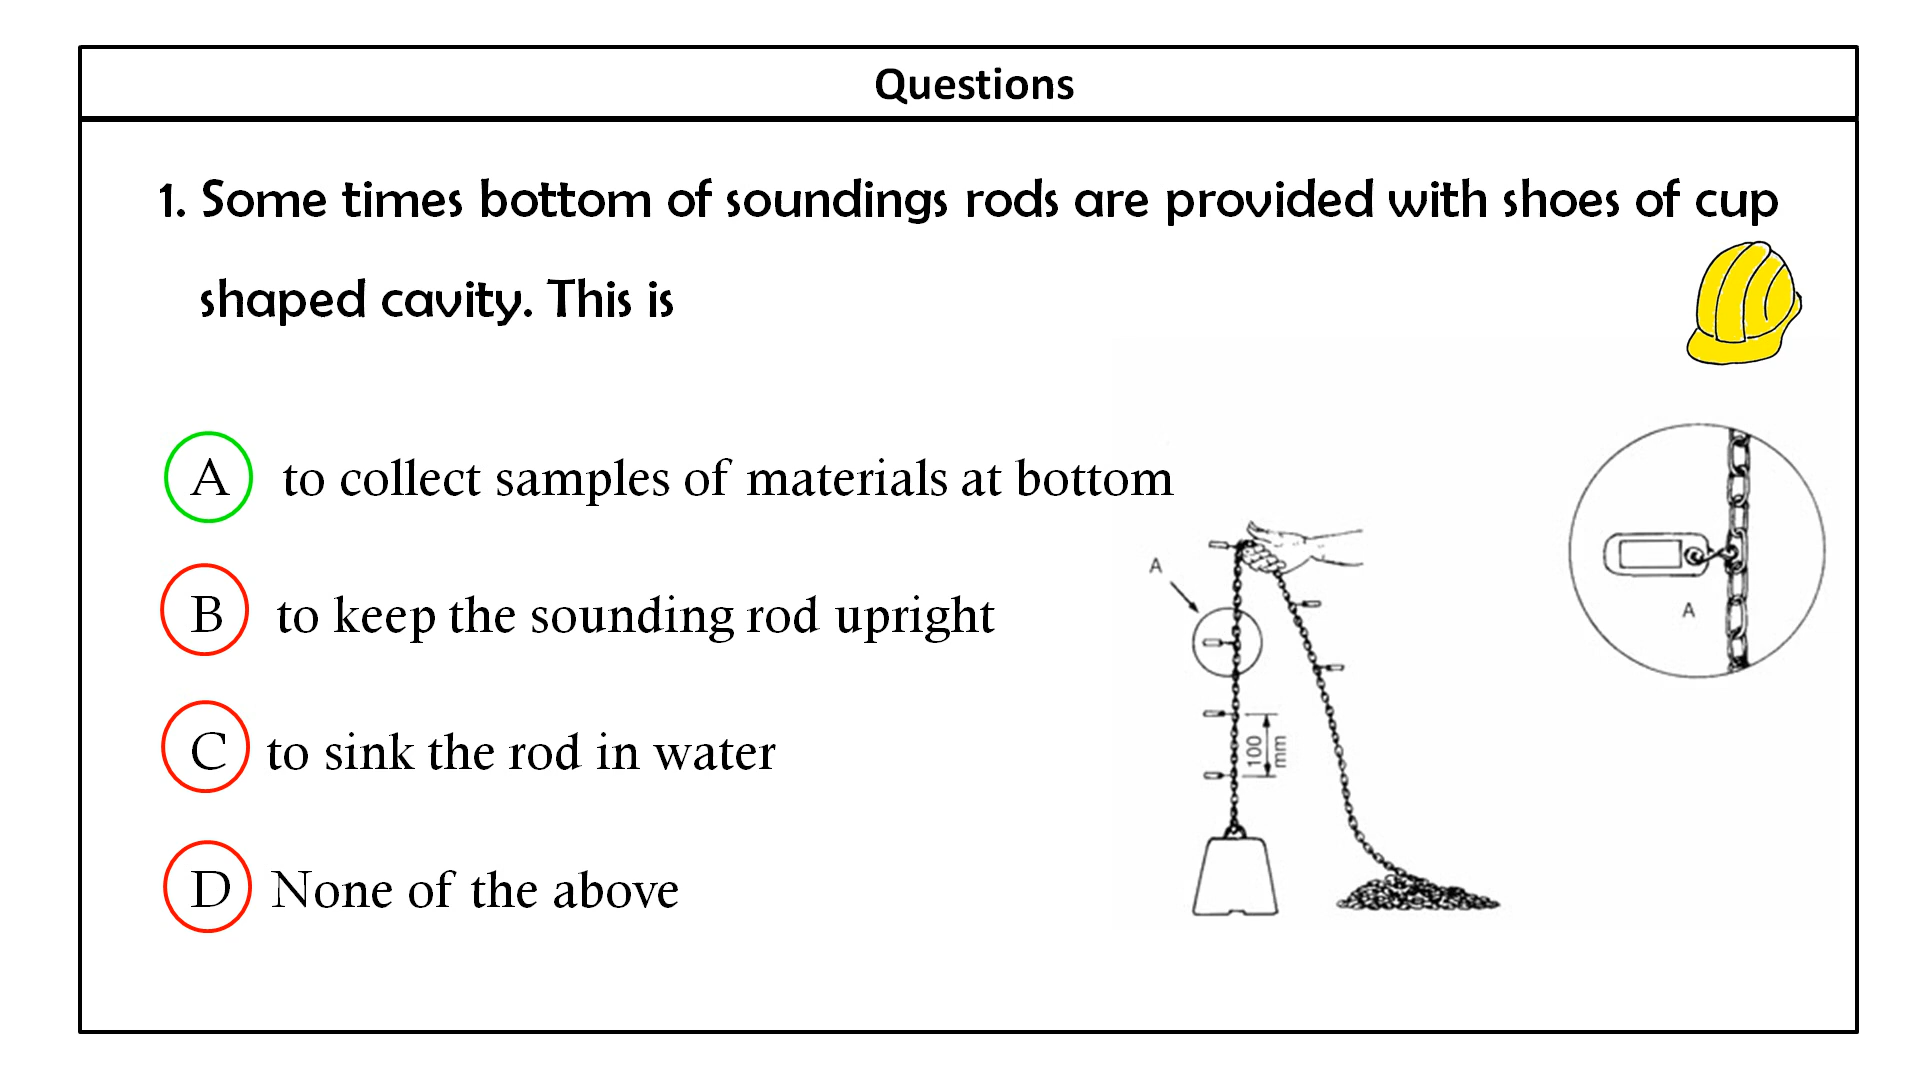 Questions
1. Some times bottom of soundings rods are provided with shoes of cup
shaped cavity. This is
A to collect samples of materials at bottom
B to keep the sounding rod upright
C to sink the rod in water
D None of the above
A
100
mm
A